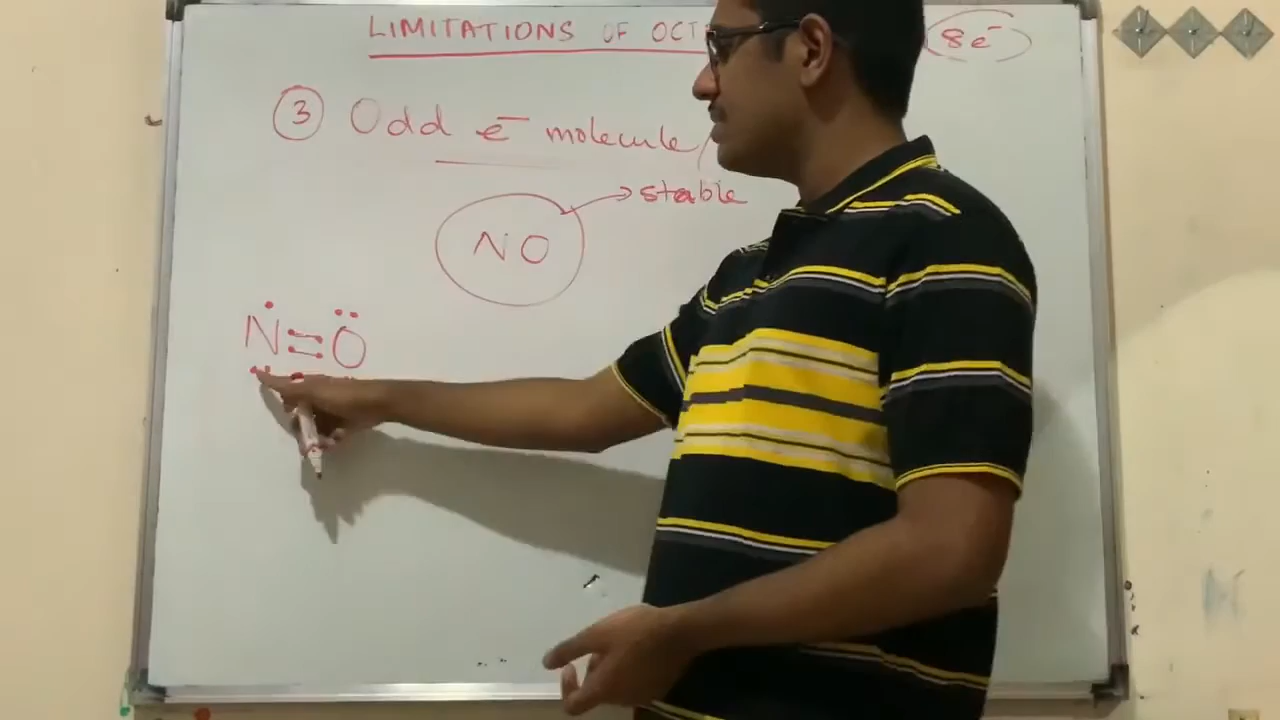 LIMITATIONS OF OCT
8e⁻
③ Odd e⁻ molecule
NO → stable
N=O